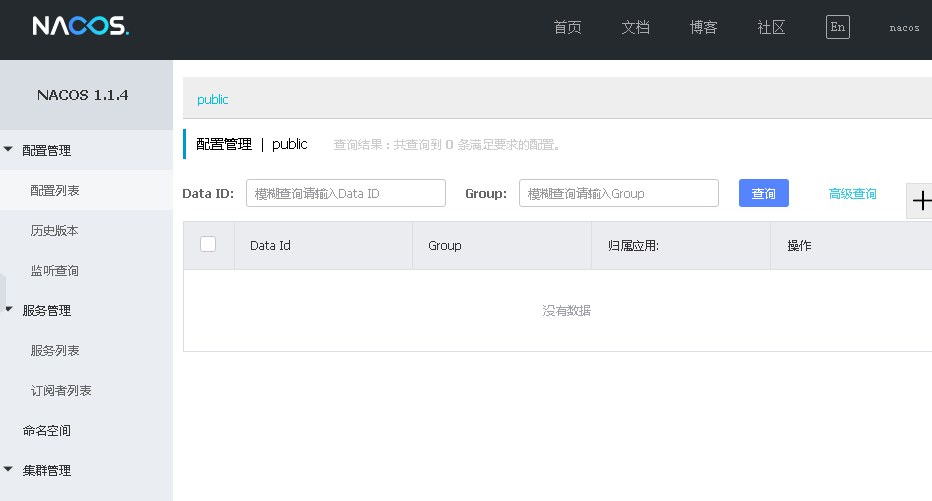 NACOS.
首页 文档 博客 社区 En nacos
NACOS 1.1.4
配置管理
配置列表
历史版本
监听查询
服务管理
服务列表
订阅者列表
命名空间
集群管理
public
配置管理 | public 查询结果：共查询到 0 条满足要求的配置。
Data ID: 模糊查询请输入Data ID Group: 模糊查询请输入Group 查询 高级查询
Data Id Group 归属应用: 操作
没有数据